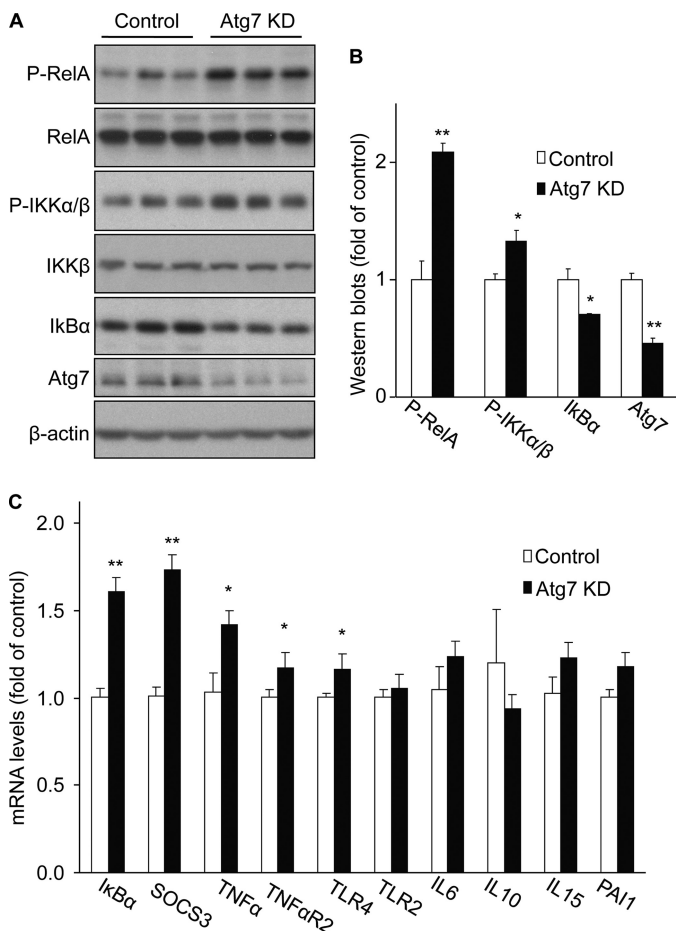 A
Control Atg7 KD
P-RelA
RelA
P-IKKα/β
IKKβ
IkBα
Atg7
β-actin
B
Western blots (fold of control)
2
1
0
** * * **
Control
Atg7 KD
P-RelA P-IKKα/β IkBα Atg7
C
mRNA levels (fold of control)
2.0
1.5
1.0
0.5
0.0
** ** * * *
Control
Atg7 KD
IκBα SOCS3 TNFα TNFαR2 TLR4 TLR2 IL6 IL10 IL15 PAI1